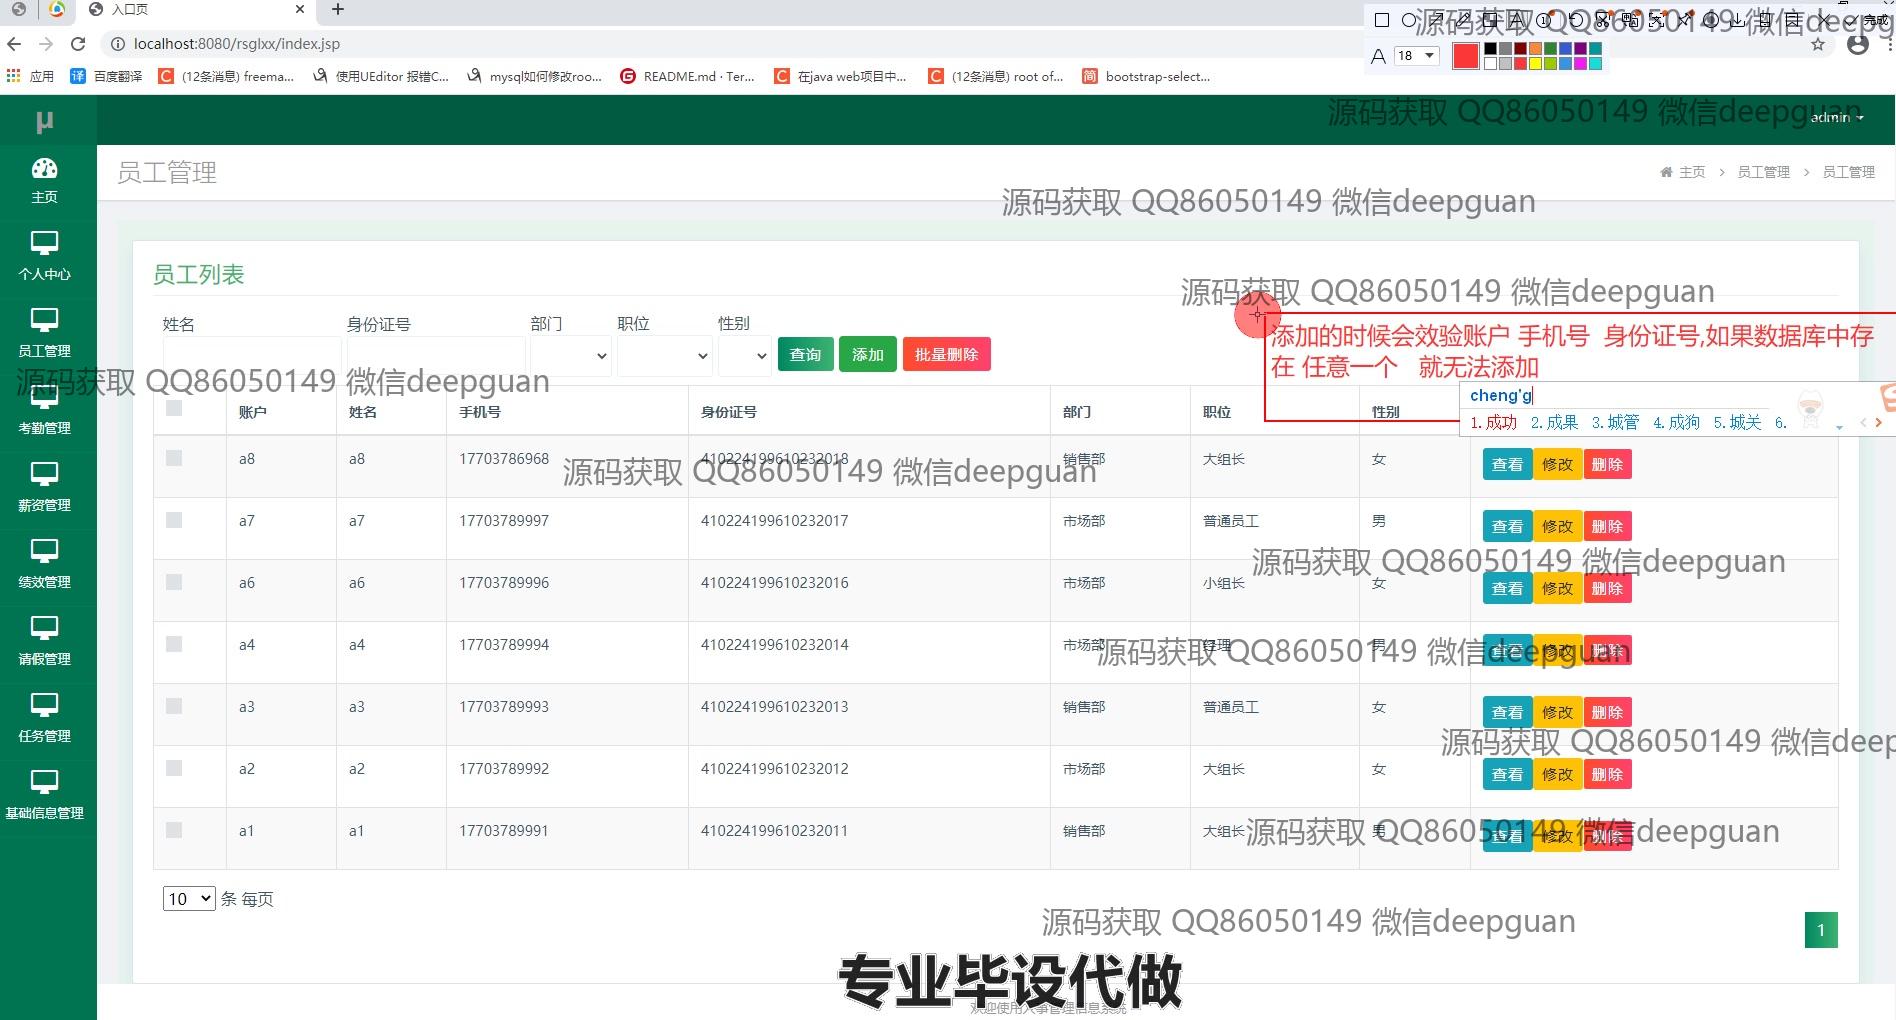 入口页
完成
localhost:8080/rsglxx/index.jsp
18
应用 百度翻译 (12条消息) freema... 使用UEditor 报错C... mysql如何修改roo... README.md · Ter... 在java web项目中... (12条消息) root of... bootstrap-select...
源码获取 QQ86050149 微信deepguan
μ
源码获取 QQ86050149 微信deepguan
admin
员工管理
主页 > 员工管理 > 员工管理
主页
源码获取 QQ86050149 微信deepguan
个人中心
员工列表
源码获取 QQ86050149 微信deepguan
姓名 身份证号 部门 职位 性别
查询 添加 批量删除
添加的时候会效验账户 手机号 身份证号,如果数据库中存
在 任意一个 就无法添加
员工管理
源码获取 QQ86050149 微信deepguan
cheng'g
1.成功 2.成果 3.城管 4.成狗 5.城关 6.
账户 姓名 手机号 身份证号 部门 职位 性别
考勤管理
a8 a8 17703786968 410224199610232018 销售部 大组长 女 查看 修改 删除
源码获取 QQ86050149 微信deepguan
薪资管理
a7 a7 17703789997 410224199610232017 市场部 普通员工 男 查看 修改 删除
源码获取 QQ86050149 微信deepguan
绩效管理
a6 a6 17703789996 410224199610232016 市场部 小组长 女 查看 修改 删除
请假管理
a4 a4 17703789994 410224199610232014 市场部 经理 男 查看 修改 删除
源码获取 QQ86050149 微信deepguan
a3 a3 17703789993 410224199610232013 销售部 普通员工 女 查看 修改 删除
任务管理
源码获取 QQ86050149 微信deep
a2 a2 17703789992 410224199610232012 市场部 大组长 女 查看 修改 删除
基础信息管理
a1 a1 17703789991 410224199610232011 销售部 大组长 男 查看 修改 删除
源码获取 QQ86050149 微信deepguan
10 条 每页
源码获取 QQ86050149 微信deepguan
1
专业毕设代做
欢迎使用人事管理信息系统